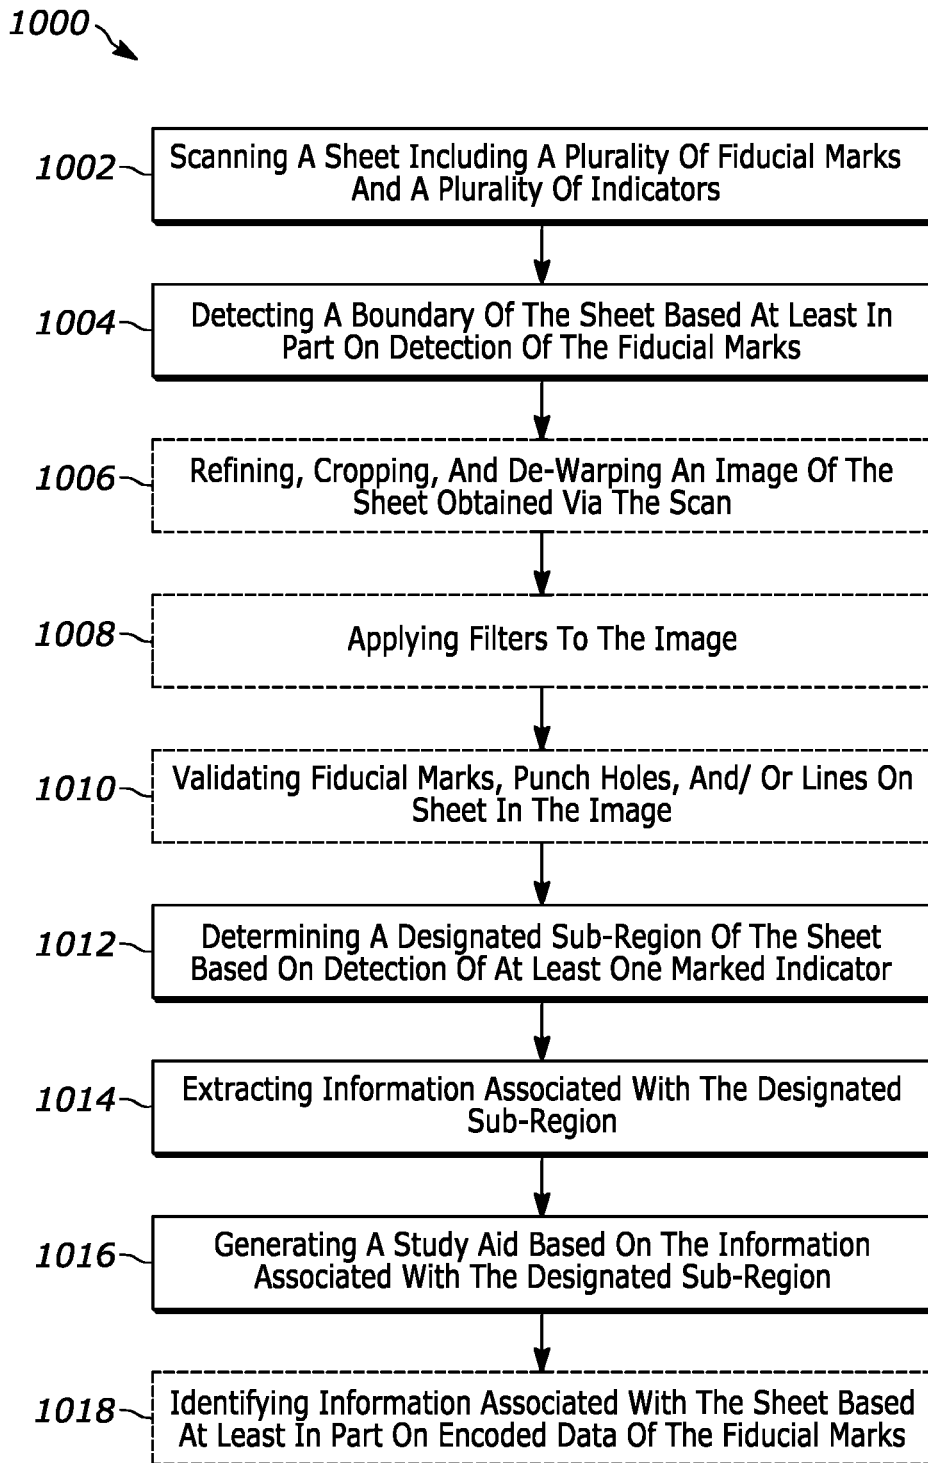 1000
1002
Scanning A Sheet Including A Plurality Of Fiducial Marks
And A Plurality Of Indicators
1004
Detecting A Boundary Of The Sheet Based At Least In
Part On Detection Of The Fiducial Marks
1006
Refining, Cropping, And De-Warping An Image Of The
Sheet Obtained Via The Scan
1008
Applying Filters To The Image
1010
Validating Fiducial Marks, Punch Holes, And/ Or Lines On
Sheet In The Image
1012
Determining A Designated Sub-Region Of The Sheet
Based On Detection Of At Least One Marked Indicator
1014
Extracting Information Associated With The Designated
Sub-Region
1016
Generating A Study Aid Based On The Information
Associated With The Designated Sub-Region
1018
Identifying Information Associated With The Sheet Based
At Least In Part On Encoded Data Of The Fiducial Marks